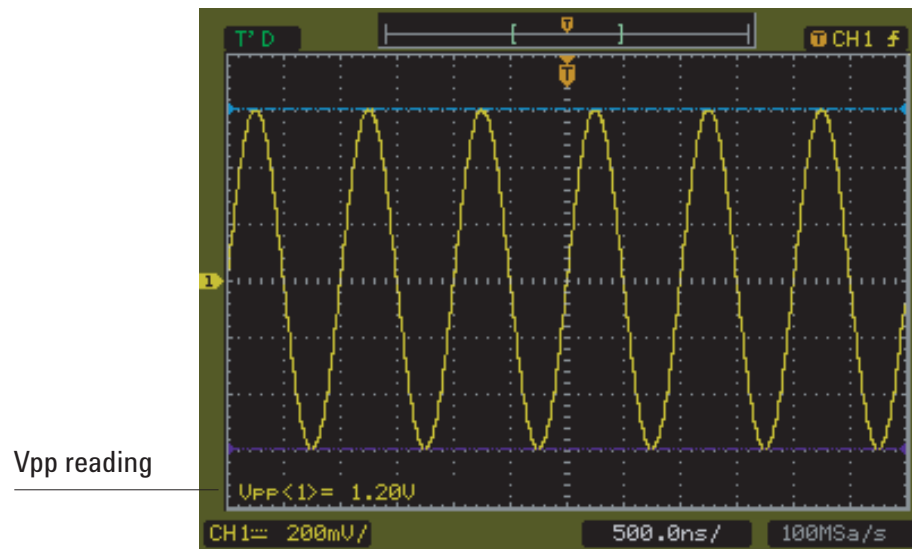 T
T'D
T CH1
T
1
Vpp reading
VPP<1>= 1.20V
CH1 200mV/ 500.0ns/ 100MSa/s